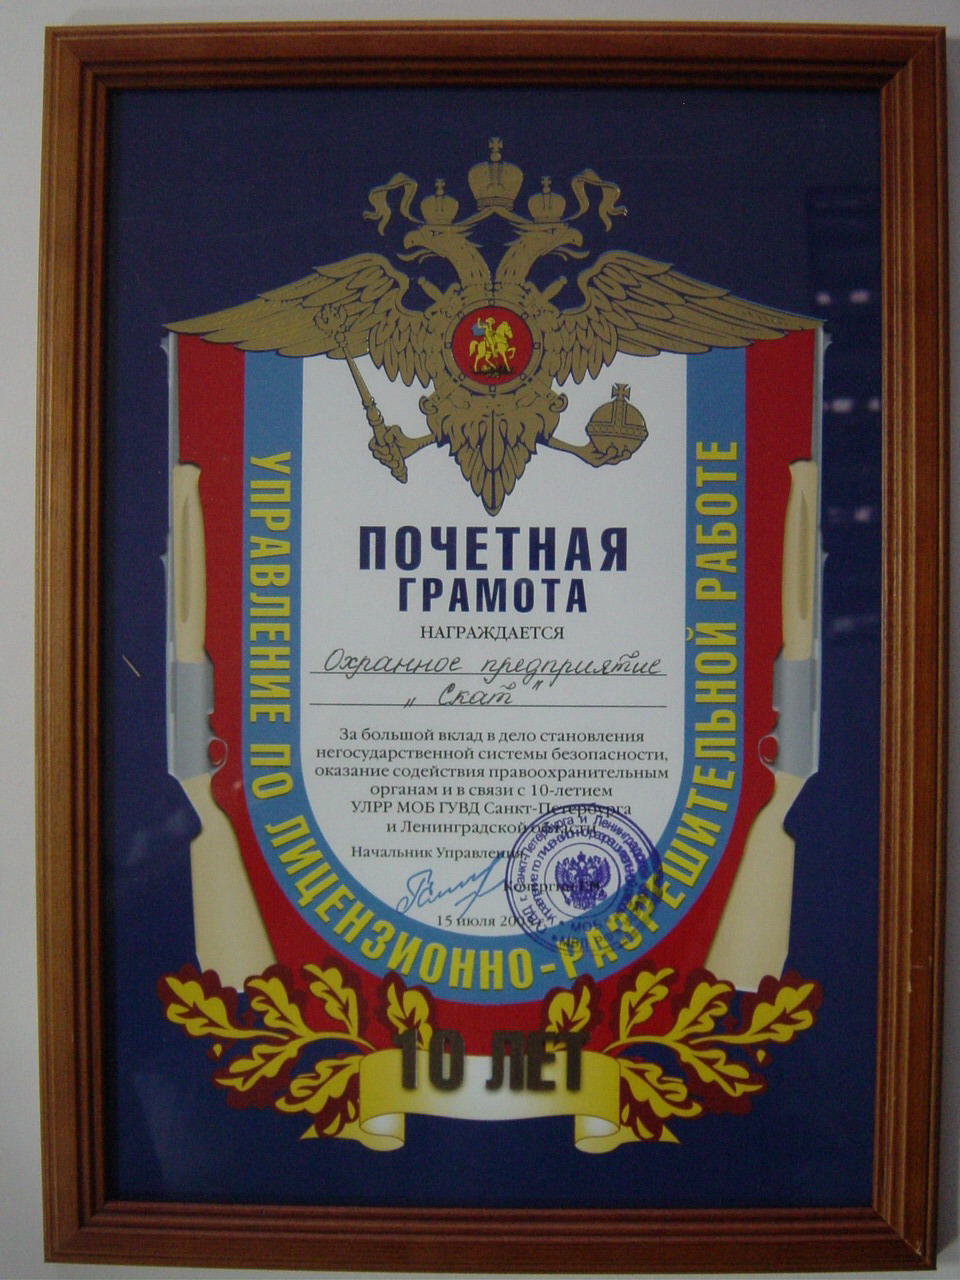 ПОЧЕТНАЯ
ГРАМОТА
НАГРАЖДАЕТСЯ
Охранное предприятие
„Скат"
За большой вклад в дело становления
негосударственной системы безопасности,
оказание содействия правоохранительным
органам и в связи с 10-летием
УЛРР МОБ ГУВД Санкт-Петербурга
и Ленинградской области
Начальник Управления
15 июля
УПРАВЛЕНИЕ ПО ЛИЦЕНЗИОННО-РАЗРЕШИТЕЛЬНОЙ РАБОТЕ
10 ЛЕТ